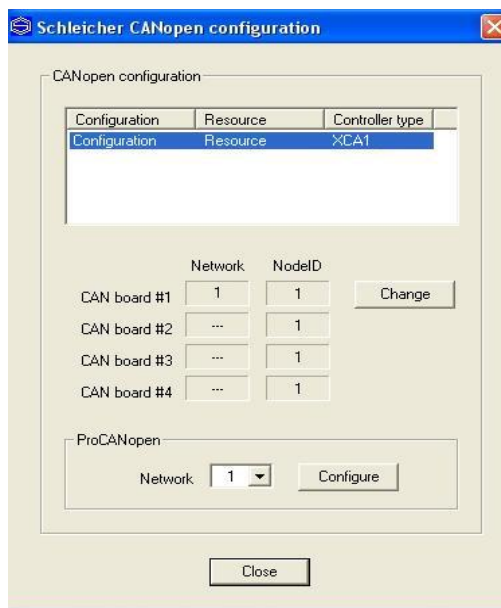 Schleicher CANopen configuration
CANopen configuration
Configuration Resource Controller type
Configuration Resource XCA1
Network NodeID
CAN board #1 1 1 Change
CAN board #2 --- 1
CAN board #3 --- 1
CAN board #4 --- 1
ProCANopen
Network 1 Configure
Close